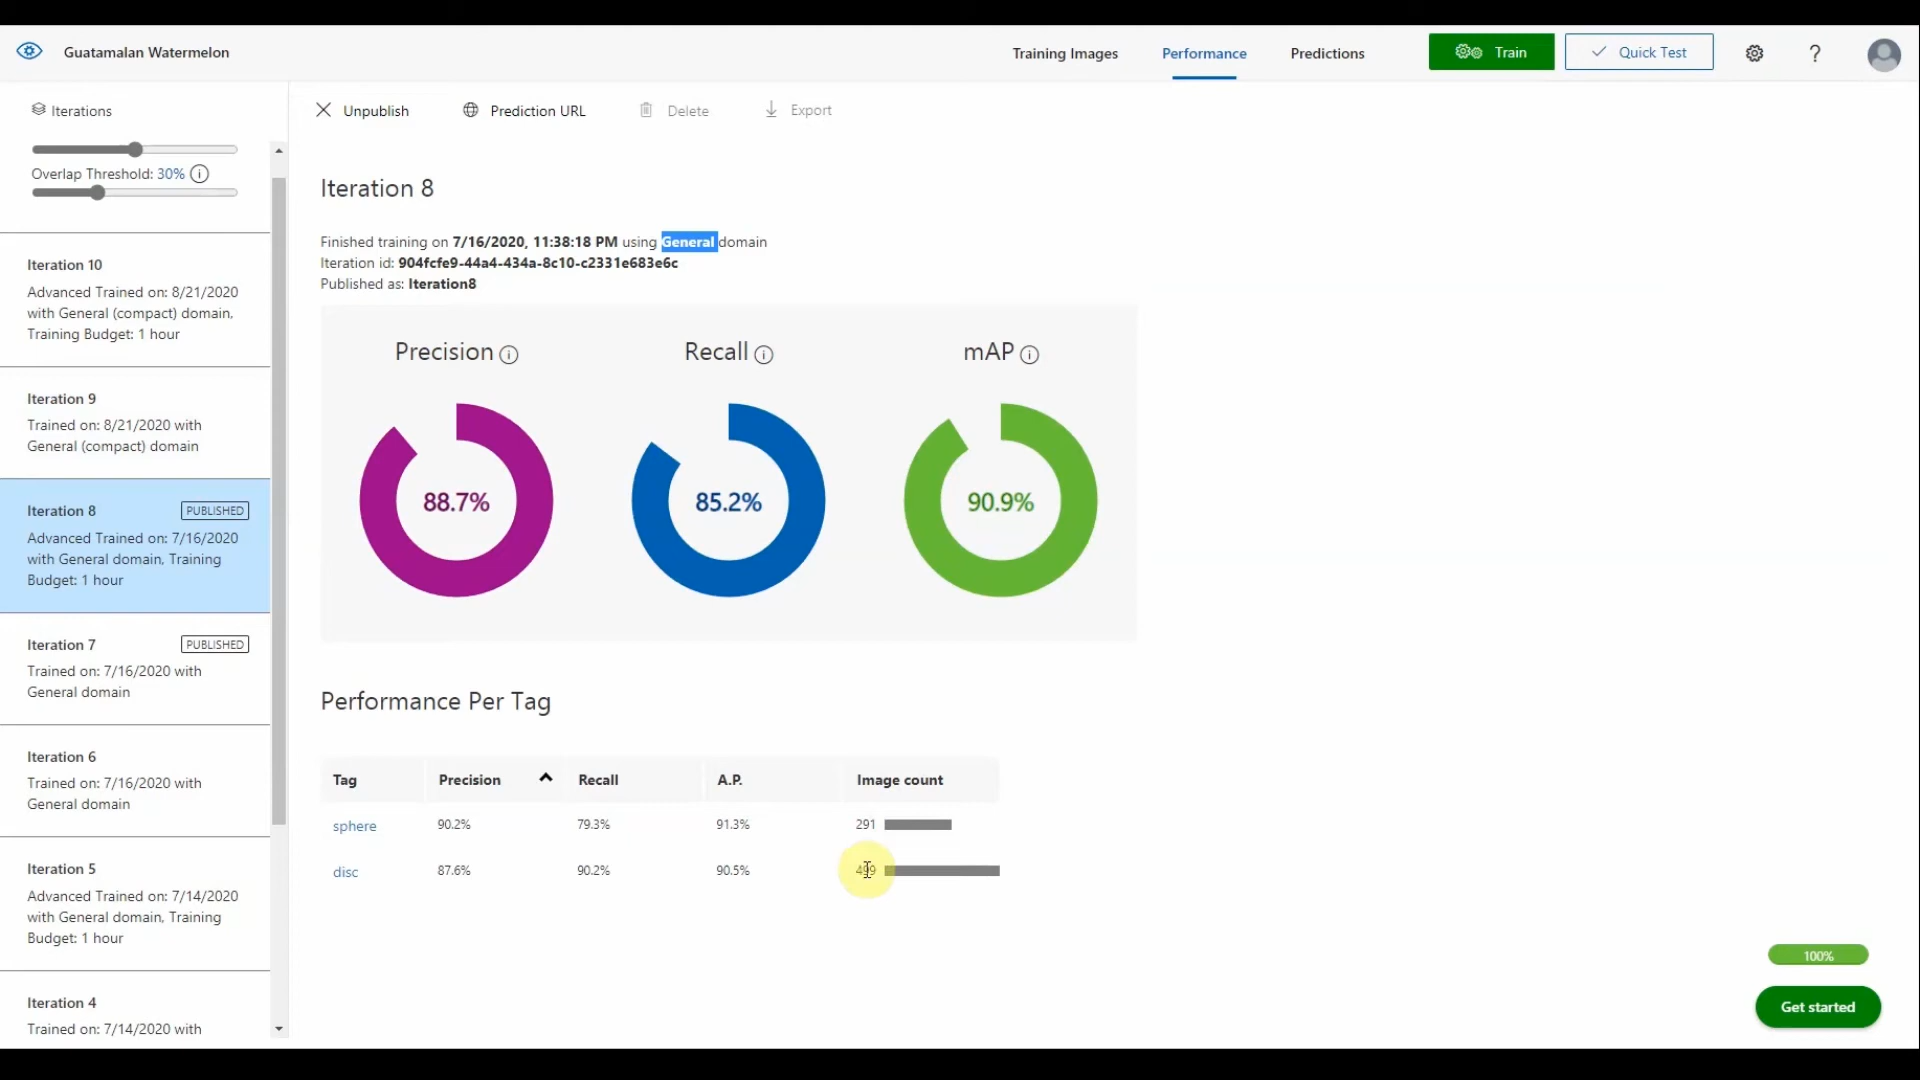 Guatamalan Watermelon
Training Images
Performance
Predictions
Train
Quick Test
?
Iterations
Unpublish
Prediction URL
Delete
Export
Overlap Threshold: 30%
Iteration 10
Advanced Trained on: 8/21/2020
with General (compact) domain,
Training Budget: 1 hour
Iteration 9
Trained on: 8/21/2020 with
General (compact) domain
Iteration 8 PUBLISHED
Advanced Trained on: 7/16/2020
with General domain, Training
Budget: 1 hour
Iteration 7 PUBLISHED
Trained on: 7/16/2020 with
General domain
Iteration 6
Trained on: 7/16/2020 with
General domain
Iteration 5
Advanced Trained on: 7/14/2020
with General domain, Training
Budget: 1 hour
Iteration 4
Trained on: 7/14/2020 with
Iteration 8
Finished training on 7/16/2020, 11:38:18 PM using General domain
Iteration id: 904fcfe9-44a4-434a-8c10-c2331e683e6c
Published as: Iteration8
Precision
Recall
mAP
88.7%
85.2%
90.9%
Performance Per Tag
Tag Precision Recall A.P. Image count
sphere 90.2% 79.3% 91.3% 291
disc 87.6% 90.2% 90.5% 499
100%
Get started